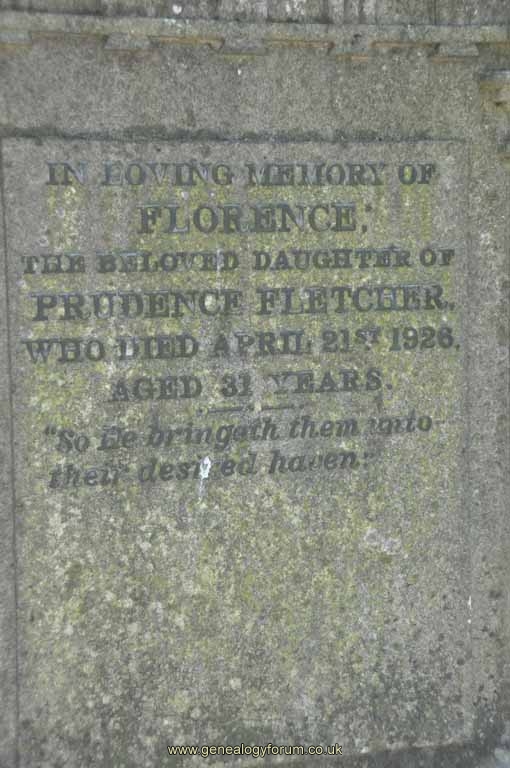 IN LOVING MEMORY OF
FLORENCE,
THE BELOVED DAUGHTER OF
PRUDENCE FLETCHER,
WHO DIED APRIL 21ST 1926,
AGED 31 YEARS.
"So He bringeth them unto
their desired haven."
www.genealogyforum.co.uk